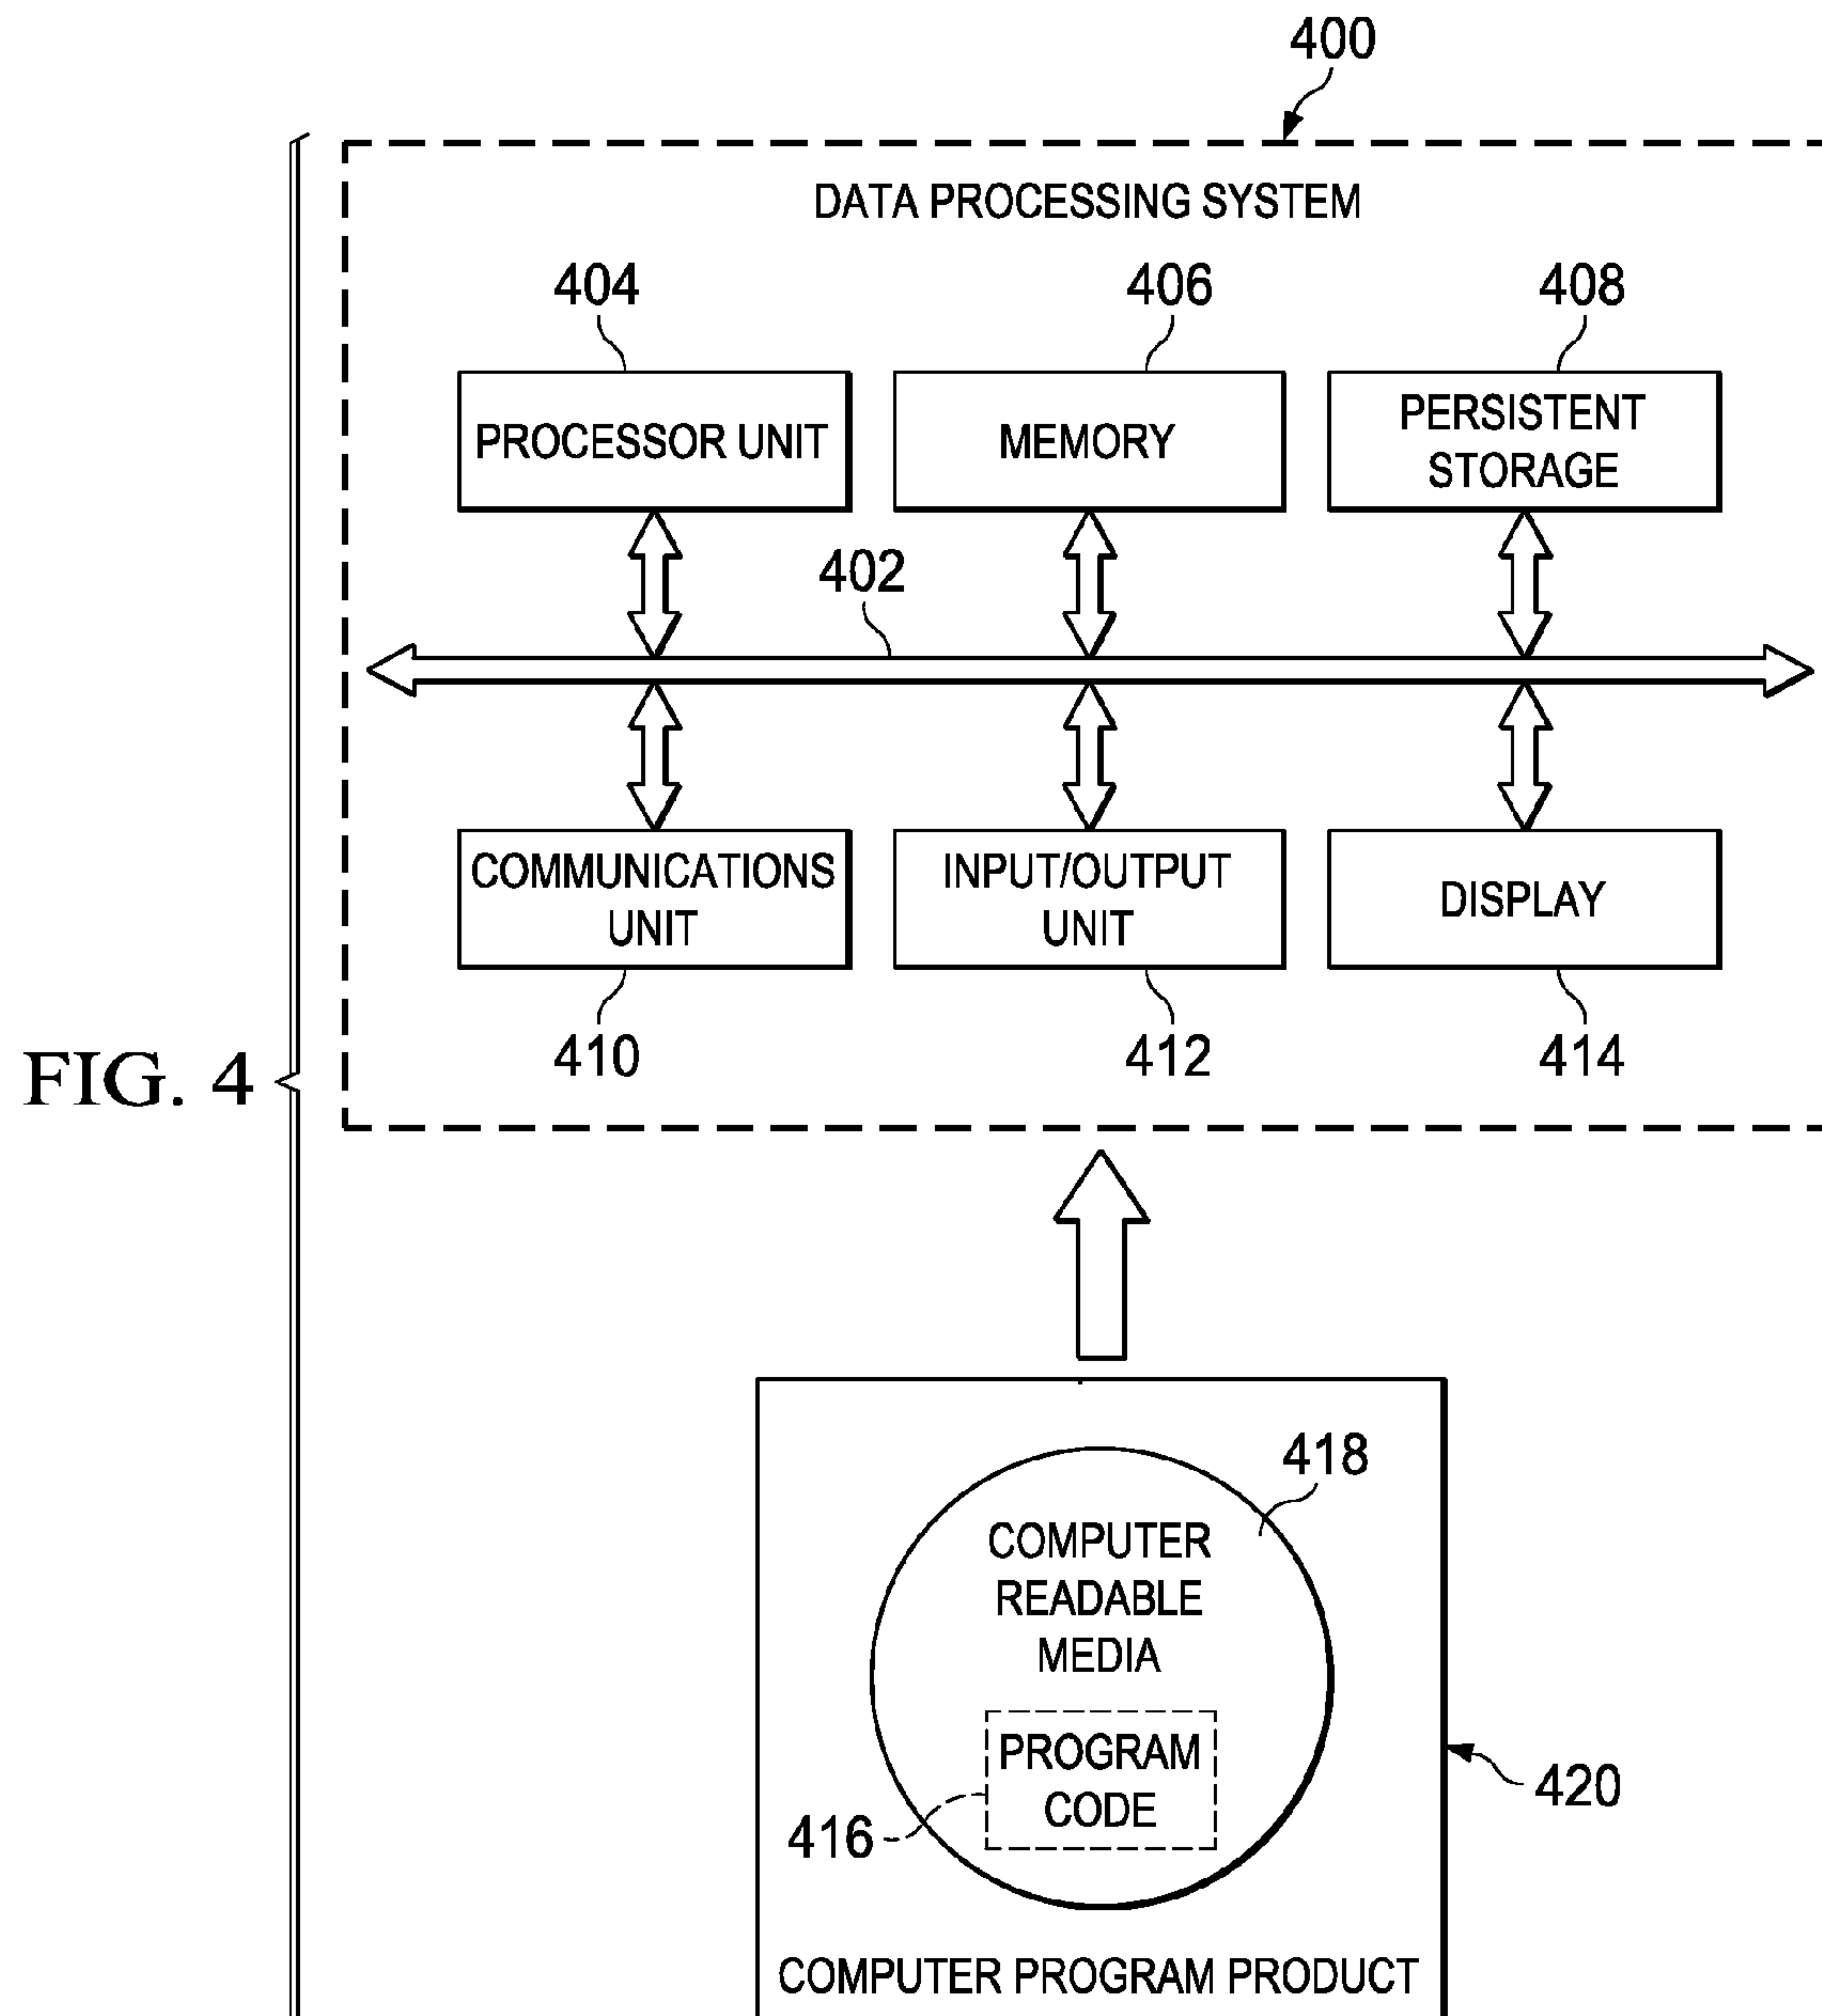 400
DATA PROCESSING SYSTEM
404
406
408
PROCESSOR UNIT
MEMORY
PERSISTENT
STORAGE
402
COMMUNICATIONS
UNIT
INPUT/OUTPUT
UNIT
DISPLAY
410
412
414
FIG. 4
418
COMPUTER
READABLE
MEDIA
PROGRAM
CODE
416
420
COMPUTER PROGRAM PRODUCT